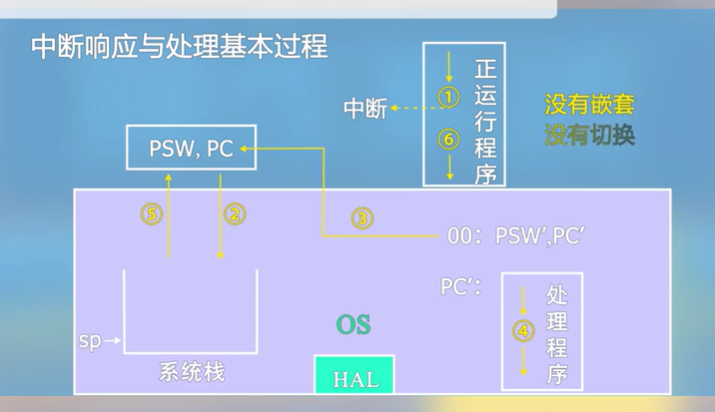 中断响应与处理基本过程
正运行程序
①
中断
⑥
没有嵌套
没有切换
PSW, PC
⑤
②
③
00: PSW′,PC′
PC′:
处理程序
④
OS
sp
系统栈
HAL